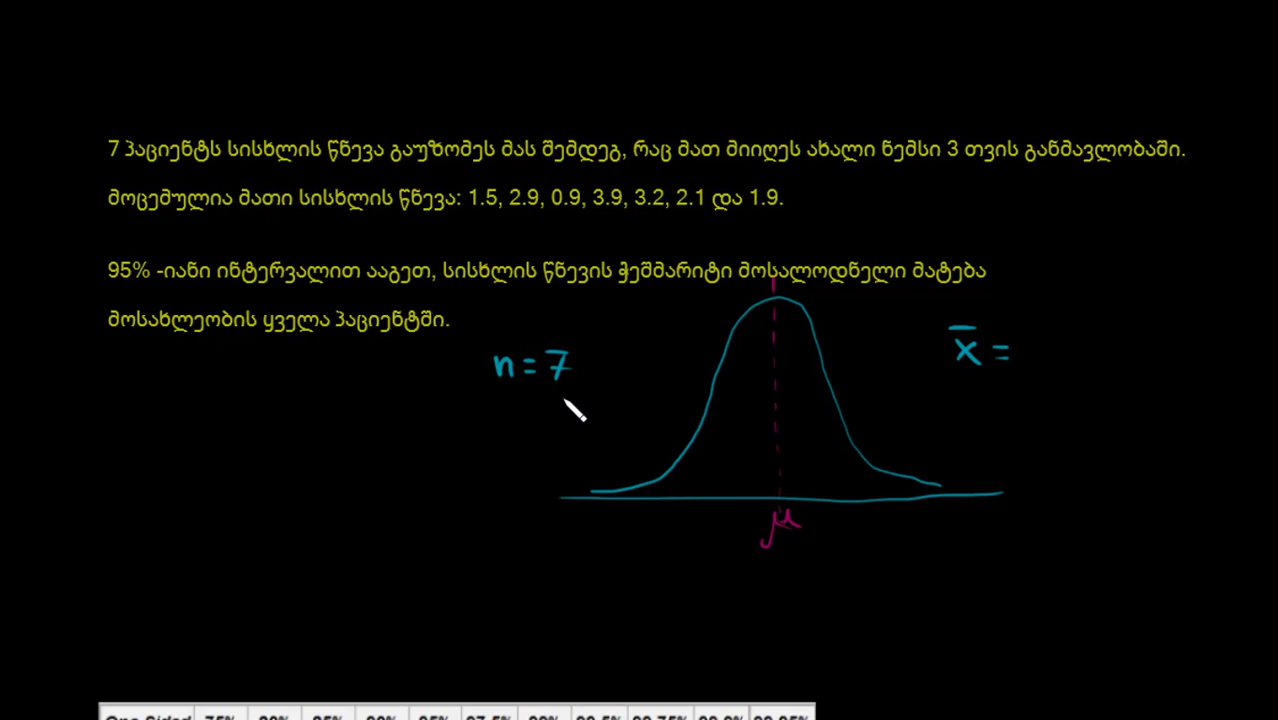 7 პაციენტს სისხლის წნევა გაუზომეს მას შემდეგ, რაც მათ მიიღეს ახალი ნემსი 3 თვის განმავლობაში.
მოცემულია მათი სისხლის წნევა: 1.5, 2.9, 0.9, 3.9, 3.2, 2.1 და 1.9.
95% -იანი ინტერვალით ააგეთ, სისხლის წნევის ჭეშმარიტი მოსალოდნელი მატება
მოსახლეობის ყველა პაციენტში.
n = 7
x̅ =
μ